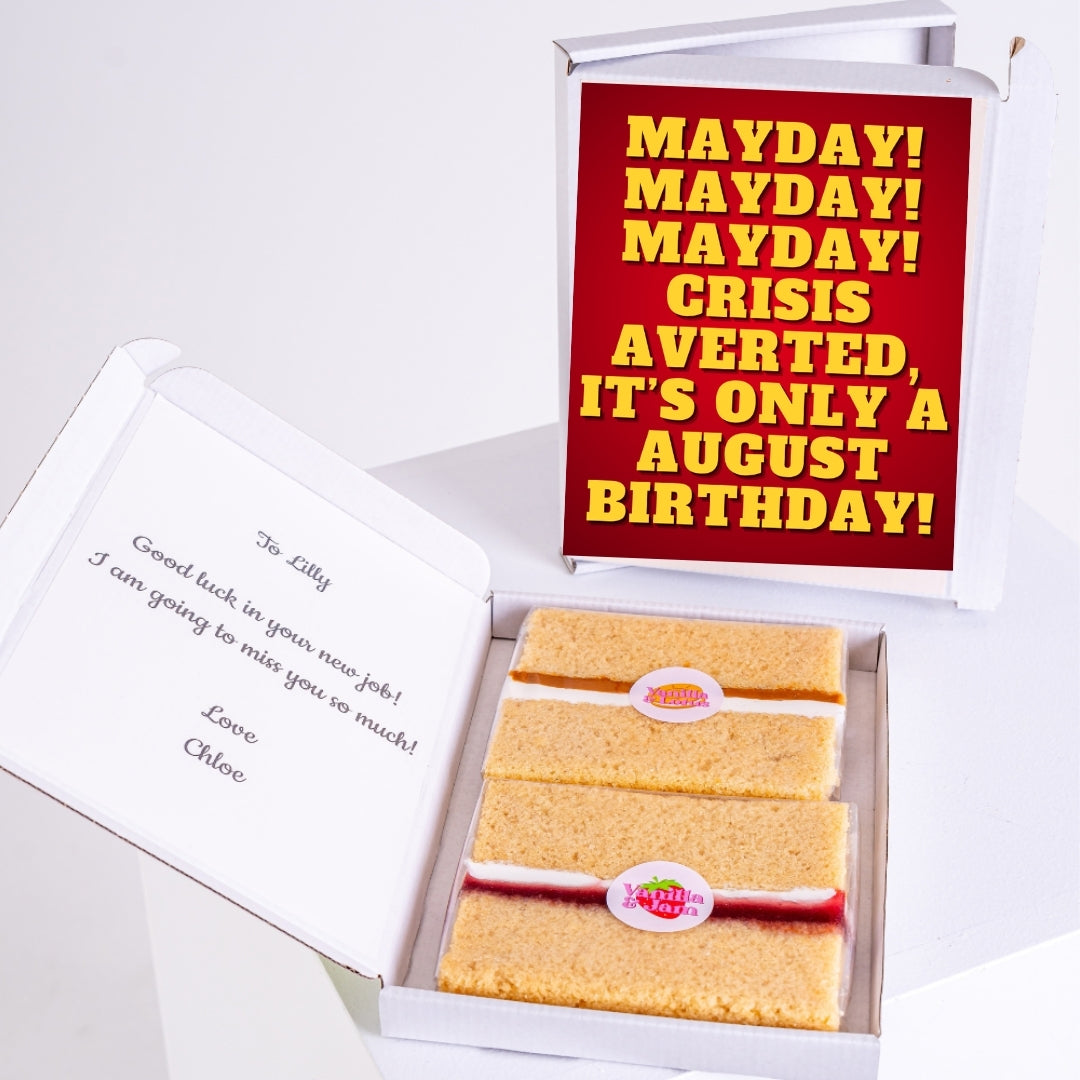 MAYDAY!
MAYDAY!
MAYDAY!
CRISIS
AVERTED,
IT’S ONLY A
AUGUST
BIRTHDAY!
To Lilly
Good luck in your new job!
I am going to miss you so much!
Love
Chloe
Vanilla
& Lotus
Vanilla
& Jam